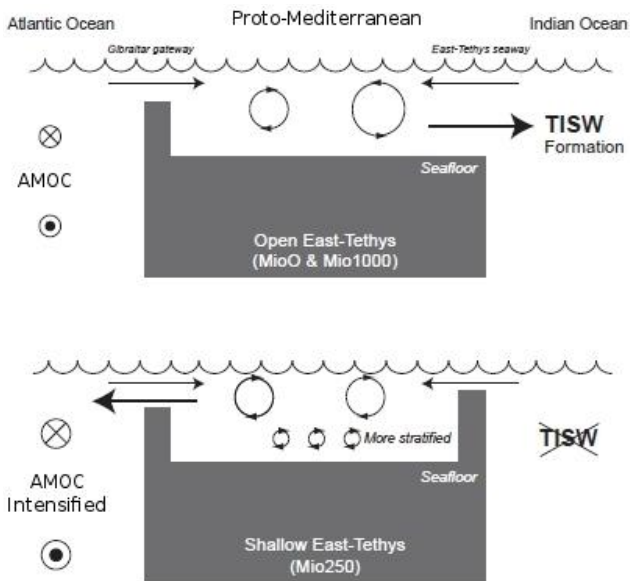 Proto-Mediterranean
Atlantic Ocean
Indian Ocean
Gibraltar gateway
East-Tethys seaway
TISW
Formation
AMOC
Seafloor
Open East-Tethys
(MioO & Mio1000)
More stratified
TISW
AMOC
Intensified
Seafloor
Shallow East-Tethys
(Mio250)